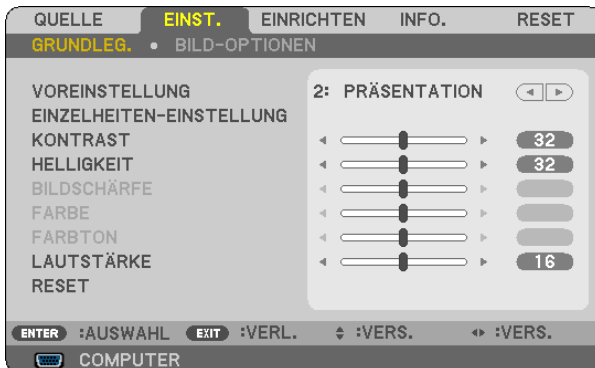 QUELLE EINST. EINRICHTEN INFO. RESET
GRUNDLEG. • BILD-OPTIONEN
VOREINSTELLUNG 2: PRÄSENTATION
EINZELHEITEN-EINSTELLUNG
KONTRAST 32
HELLIGKEIT 32
BILDSCHÄRFE
FARBE
FARBTON
LAUTSTÄRKE 16
RESET
ENTER :AUSWAHL EXIT :VERL. :VERS. :VERS.
COMPUTER